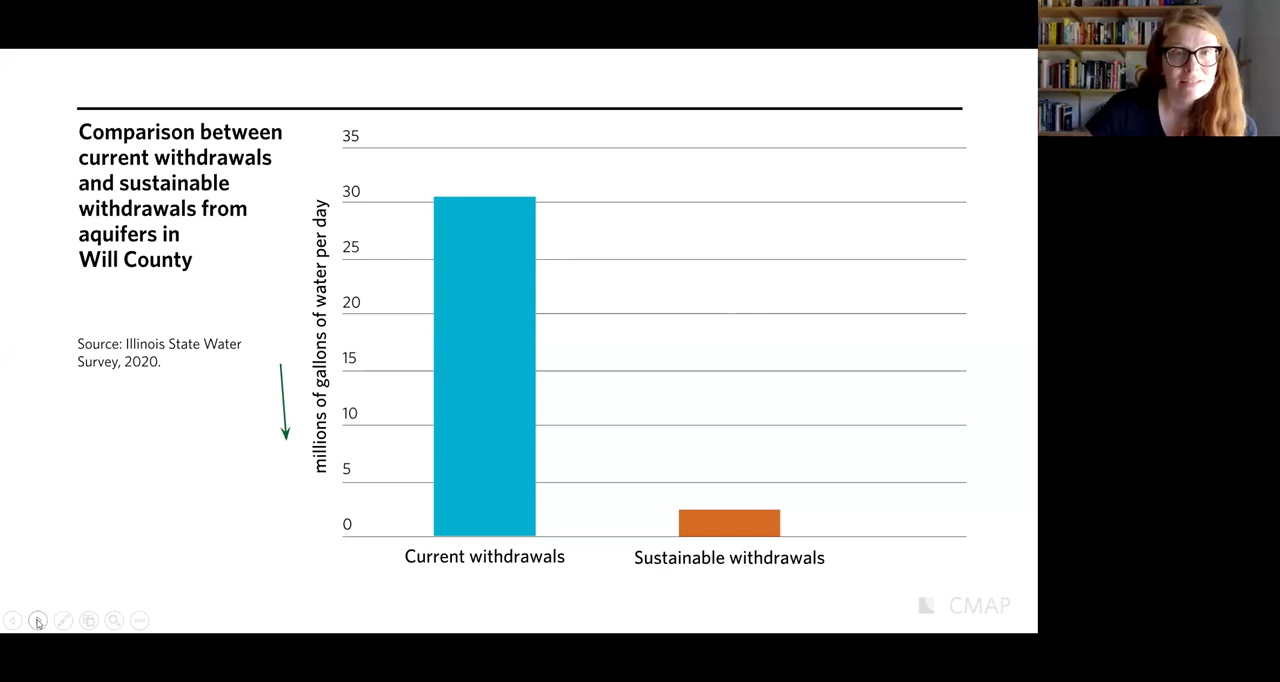 Comparison between
current withdrawals
and sustainable
withdrawals from
aquifers in
Will County
Source: Illinois State Water
Survey, 2020.
millions of gallons of water per day
35
30
25
20
15
10
5
0
Current withdrawals
Sustainable withdrawals
CMAP